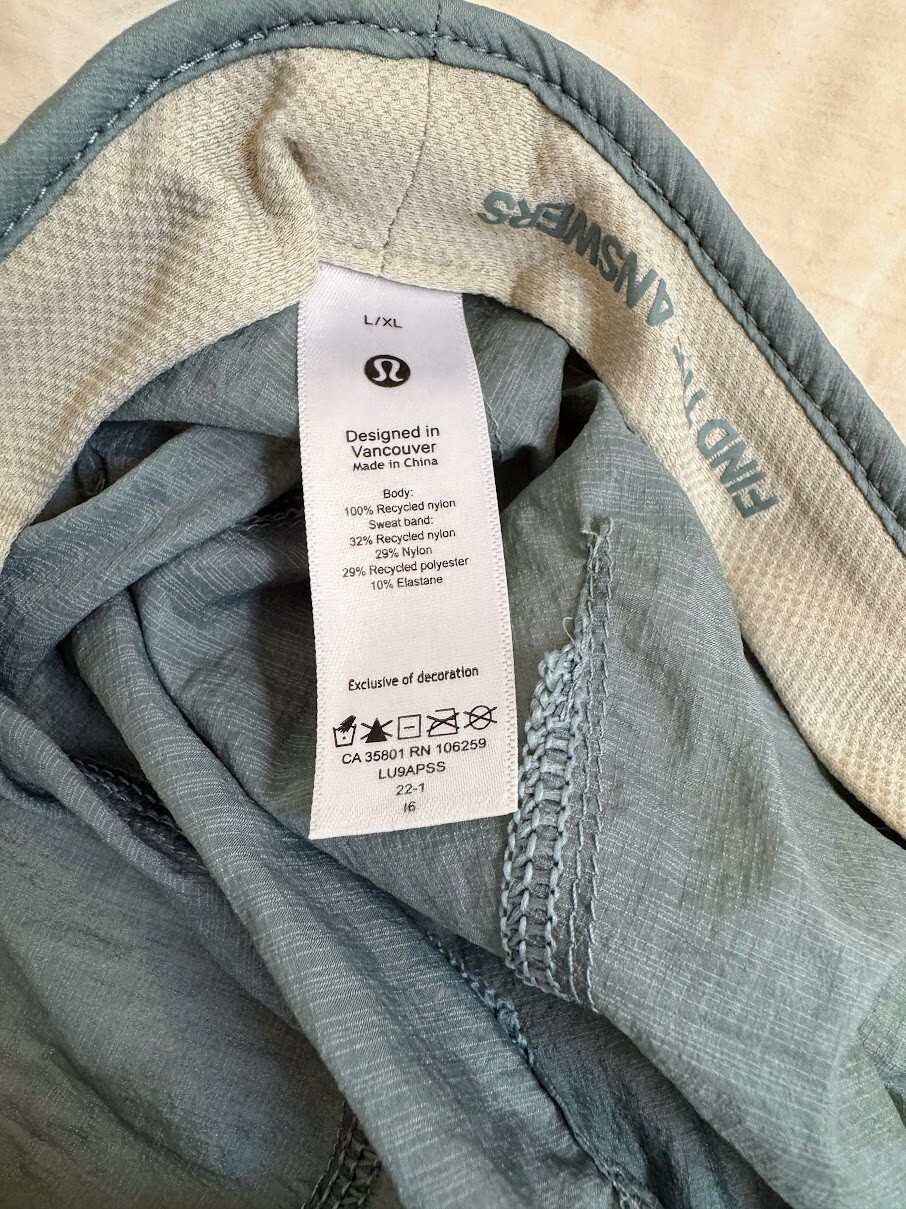 FIND
ANSWERS
L/XL
Designed in
Vancouver
Made in China
Body:
100% Recycled nylon
Sweat band:
32% Recycled nylon
29% Nylon
29% Recycled polyester
10% Elastane
Exclusive of decoration
CA 35801 RN 106259
LU9APSS
22-1
16